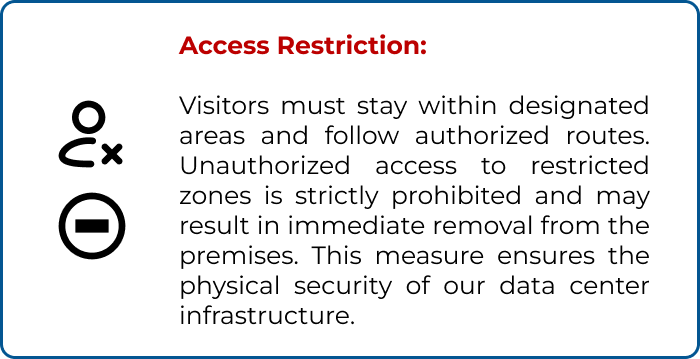 Access Restriction:
Visitors must stay within designated
areas and follow authorized routes.
Unauthorized access to restricted
zones is strictly prohibited and may
result in immediate removal from the
premises. This measure ensures the
physical security of our data center
infrastructure.